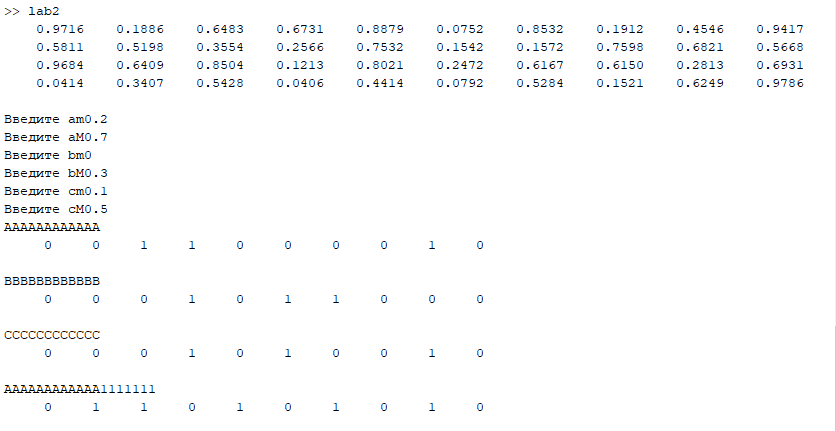 >> lab2
0.9716 0.1886 0.6483 0.6731 0.8879 0.0752 0.8532 0.1912 0.4546 0.9417
0.5811 0.5198 0.3554 0.2566 0.7532 0.1542 0.1572 0.7598 0.6821 0.5668
0.9684 0.6409 0.8504 0.1213 0.8021 0.2472 0.6167 0.6150 0.2813 0.6931
0.0414 0.3407 0.5428 0.0406 0.4414 0.0792 0.5284 0.1521 0.6249 0.9786
Введите am0.2
Введите aM0.7
Введите bm0
Введите bM0.3
Введите cm0.1
Введите cM0.5
AAAAAAAAAAAA
0 0 1 1 0 0 0 0 1 0
BBBBBBBBBBBB
0 0 0 1 0 1 1 0 0 0
CCCCCCCCCCCC
0 0 0 1 0 1 0 0 1 0
AAAAAAAAAAAA1111111
0 1 1 0 1 0 1 0 1 0